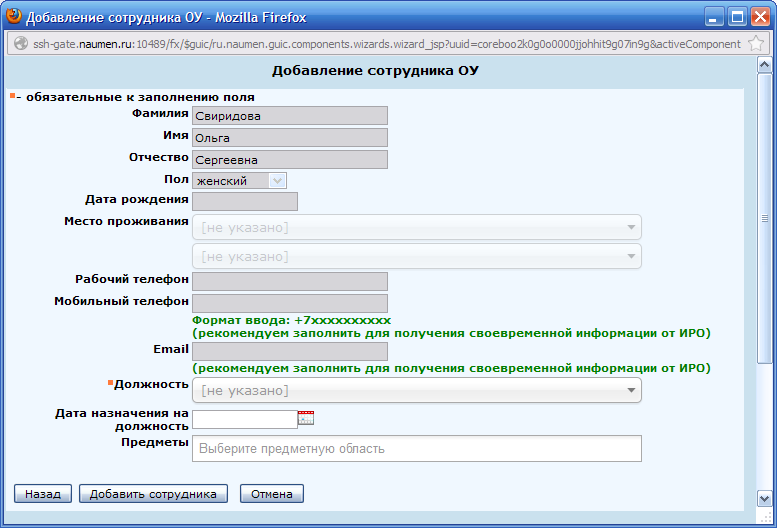 Добавление сотрудника ОУ - Mozilla Firefox
ssh-gate.naumen.ru:10489/fx/$guic/ru.naumen.guic.components.wizards.wizard_jsp?uuid=coreboo2k0g0o0000jjohhit9g07in9g&activeComponent
Добавление сотрудника ОУ
- обязательные к заполнению поля
Фамилия Свиридова
Имя Ольга
Отчество Сергеевна
Пол женский
Дата рождения
Место проживания [не указано]
[не указано]
Рабочий телефон
Мобильный телефон
Формат ввода: +7xxxxxxxxxx
(рекомендуем заполнить для получения своевременной информации от ИРО)
Email
(рекомендуем заполнить для получения своевременной информации от ИРО)
Должность [не указано]
Дата назначения на
должность
Предметы Выберите предметную область
Назад Добавить сотрудника Отмена